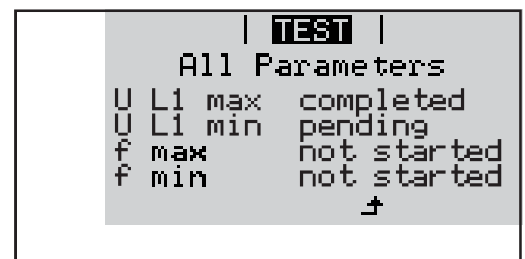 TEST
All Parameters
U L1 max completed
U L1 min pending
f max not started
f min not started